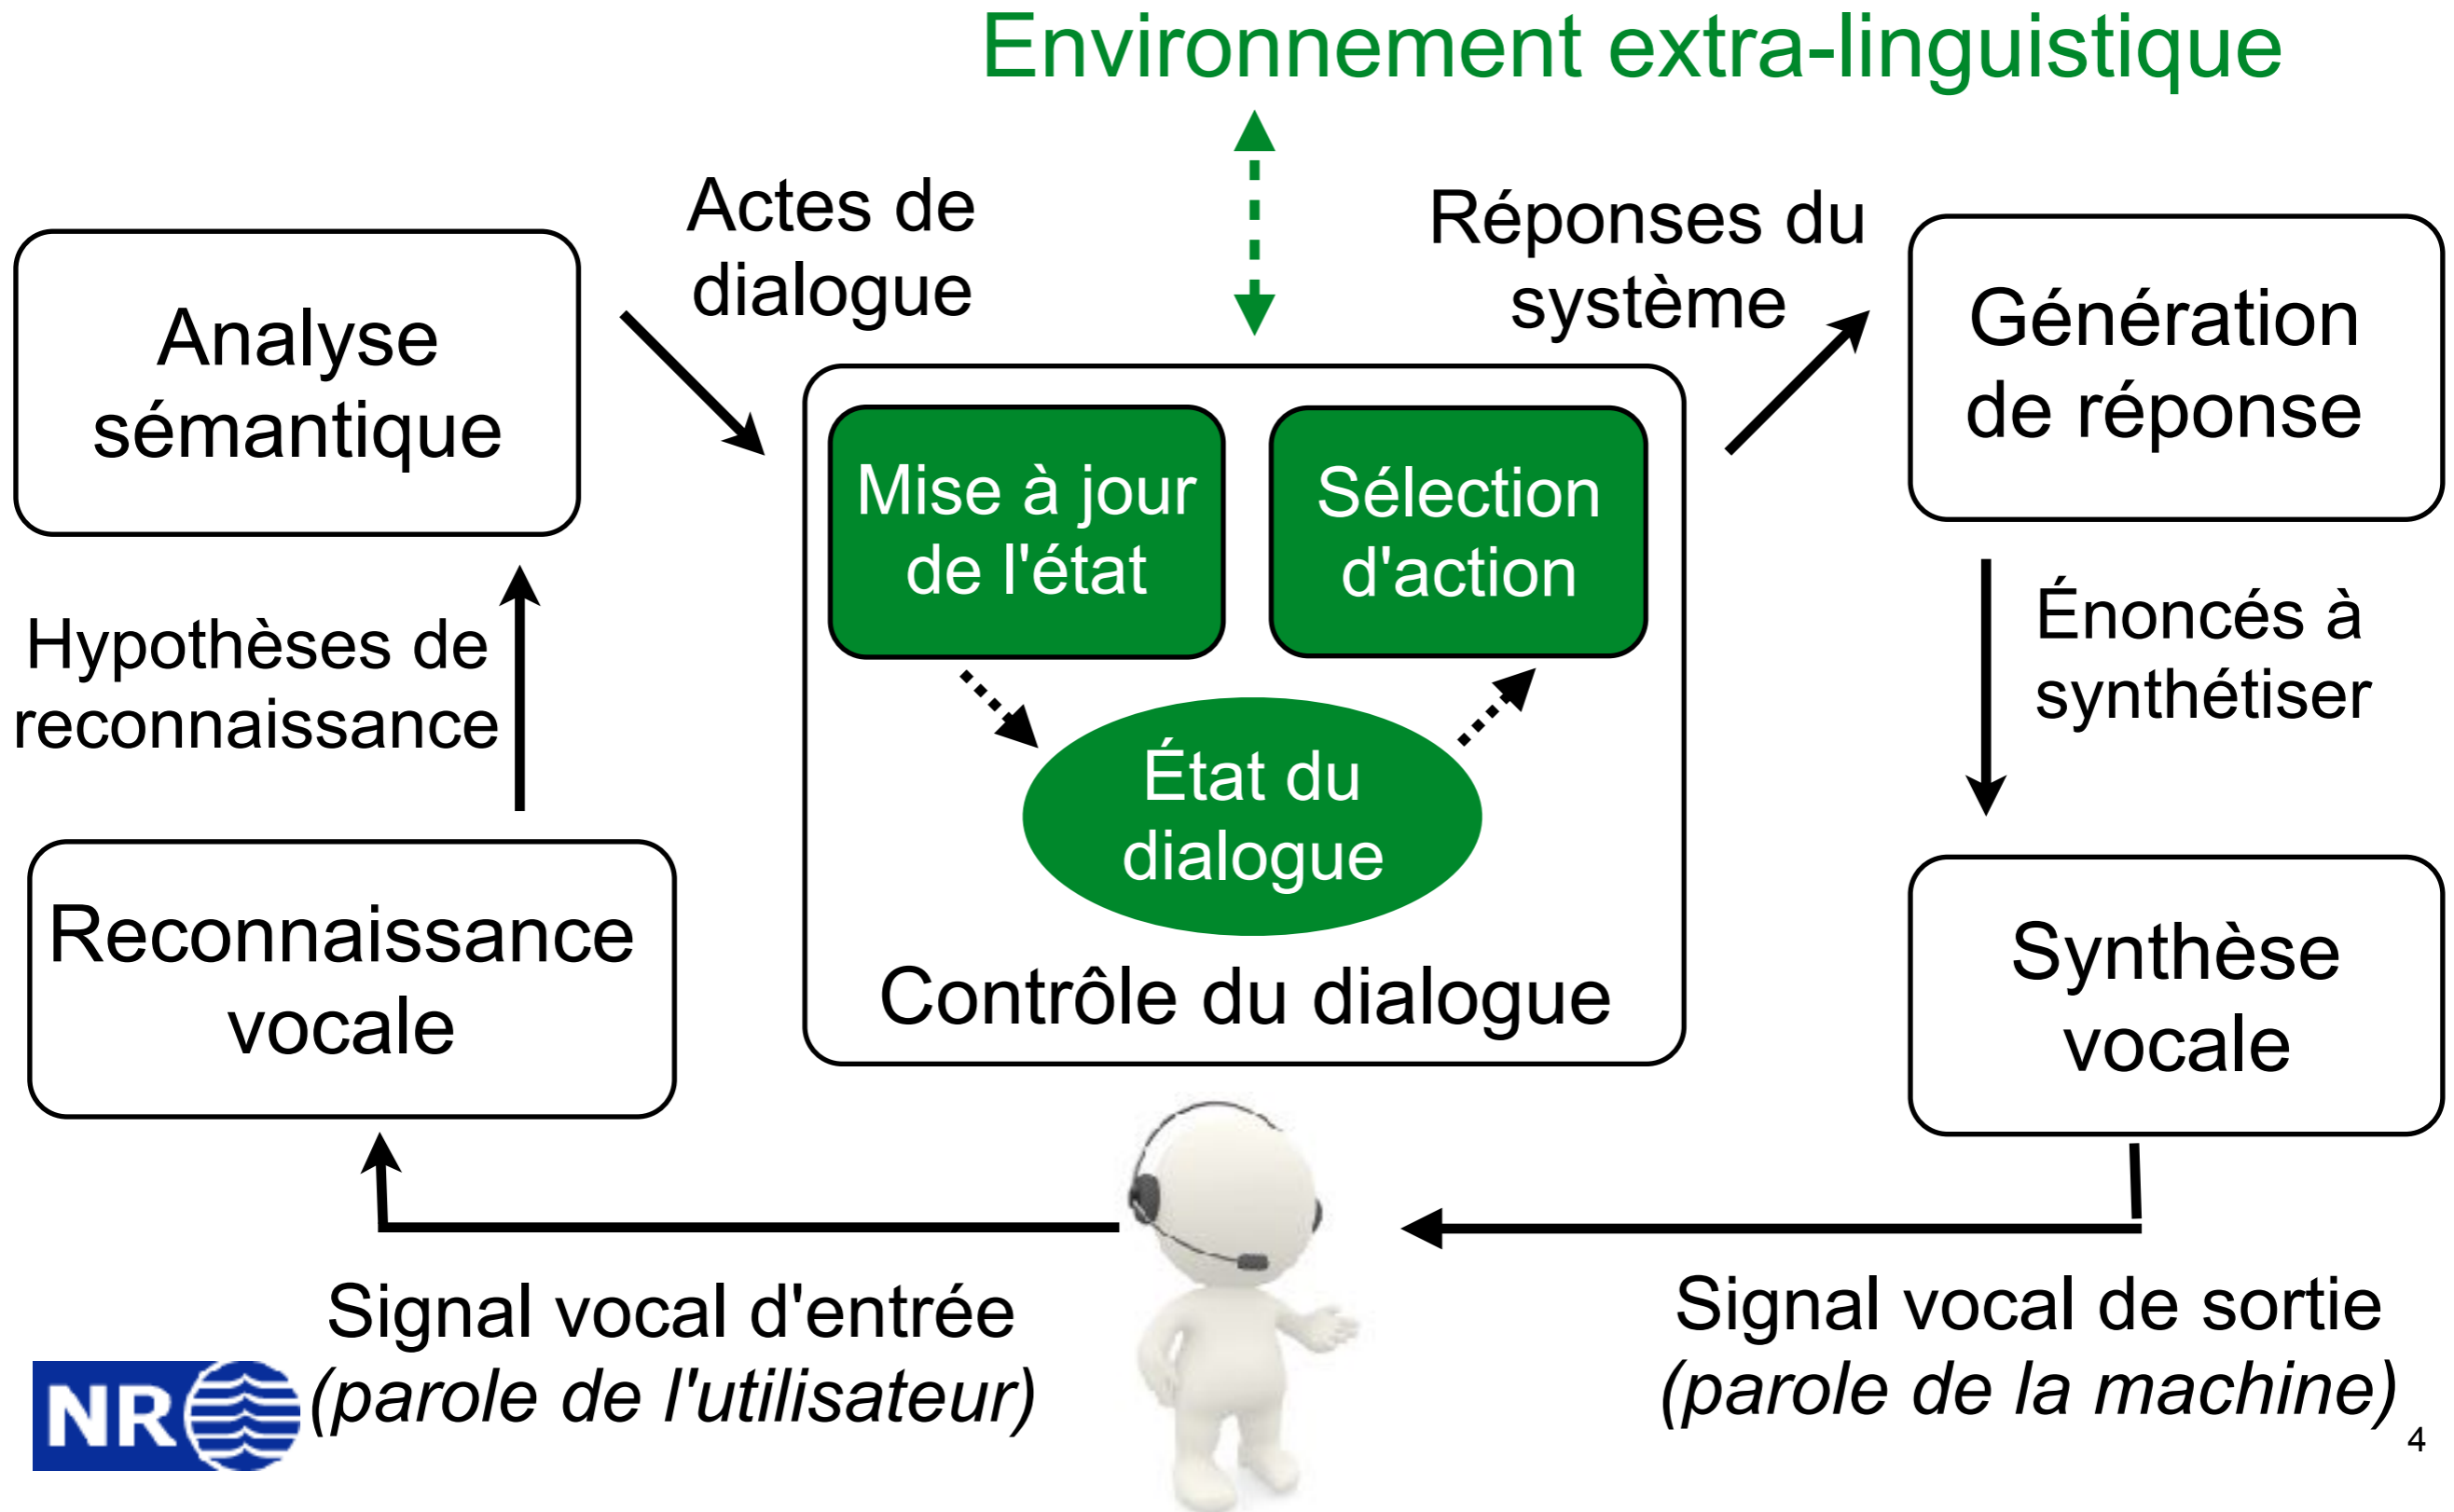 Environnement extra-linguistique
Actes de
dialogue
Réponses du
système
Analyse
sémantique
Génération
de réponse
Mise à jour
de l'état
Sélection
d'action
Hypothèses de
reconnaissance
Énoncés à
synthétiser
État du
dialogue
Reconnaissance
vocale
Contrôle du dialogue
Synthèse
vocale
Signal vocal d'entrée
(parole de l'utilisateur)
Signal vocal de sortie
(parole de la machine)
NR
4